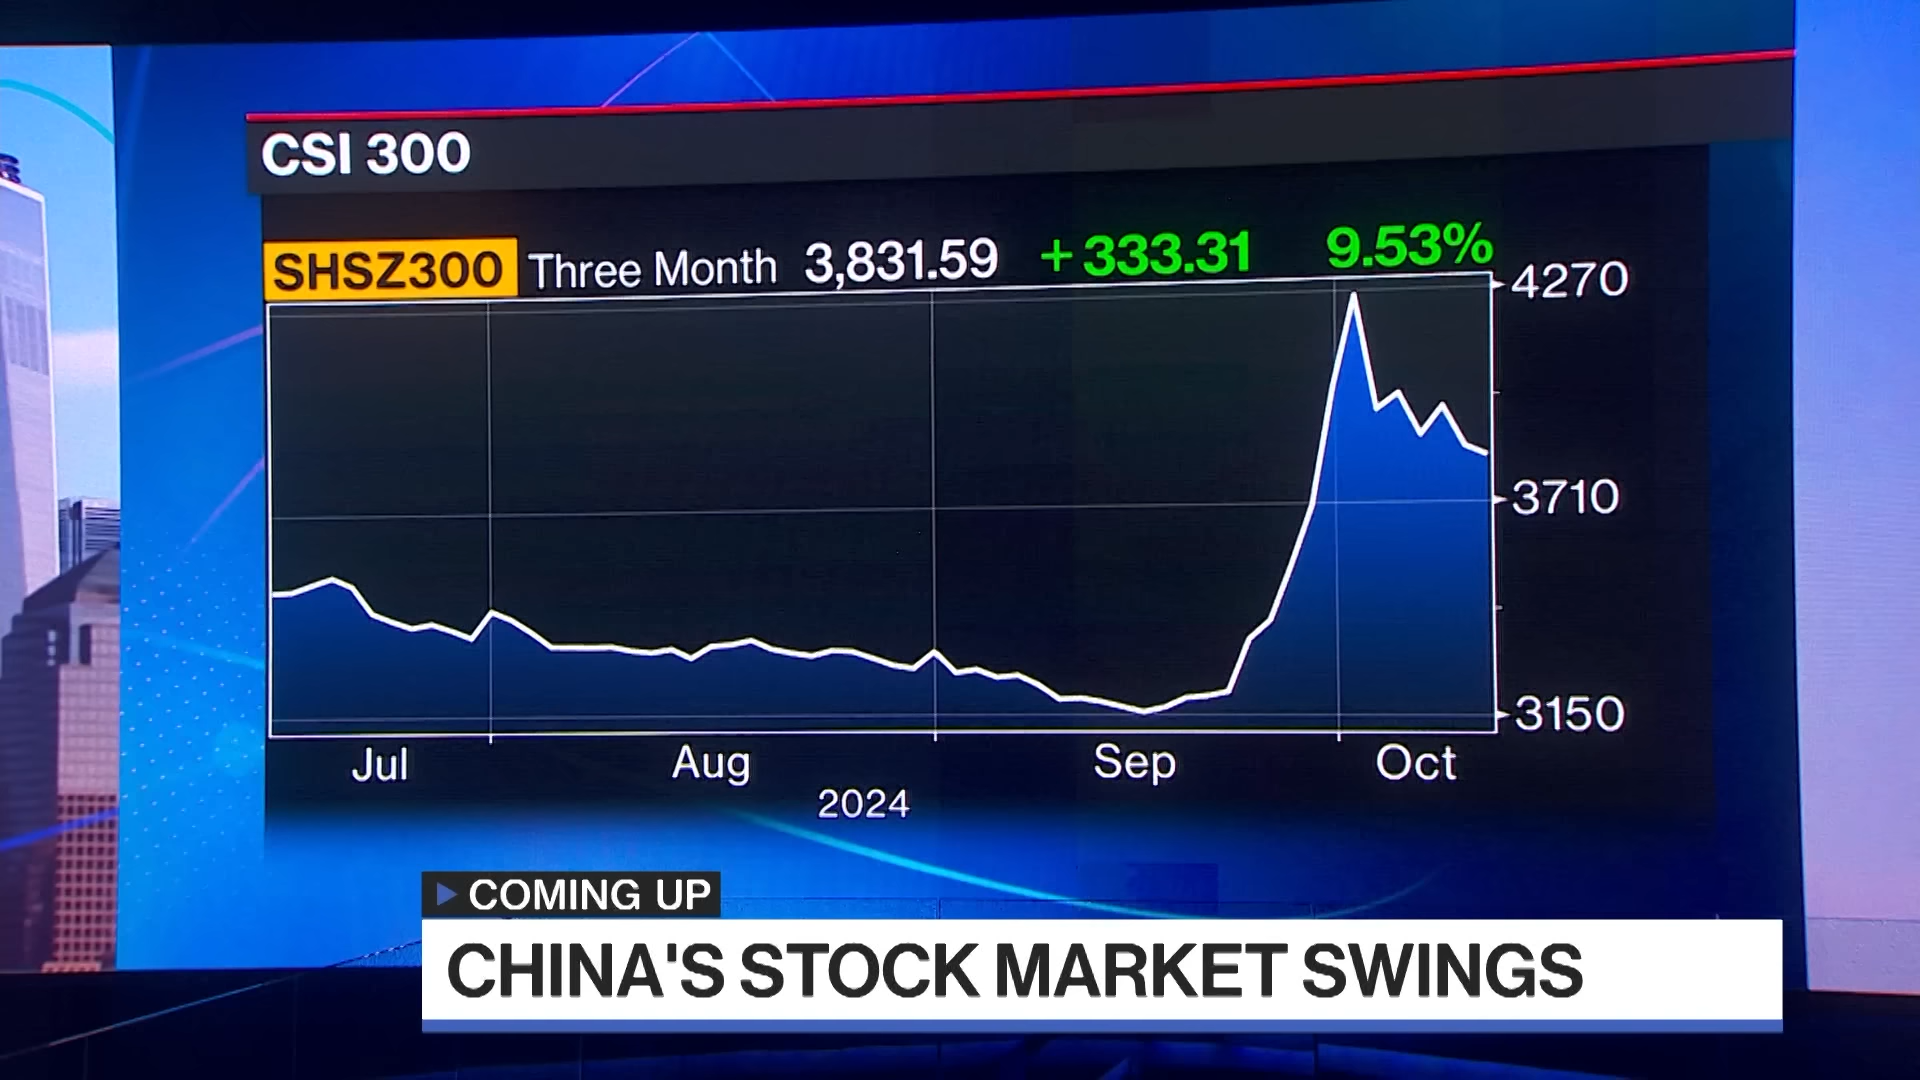 CSI 300
SHSZ300 Three Month 3,831.59 +333.31 9.53%
4270
3710
3150
Jul Aug Sep Oct
2024
COMING UP
CHINA'S STOCK MARKET SWINGS